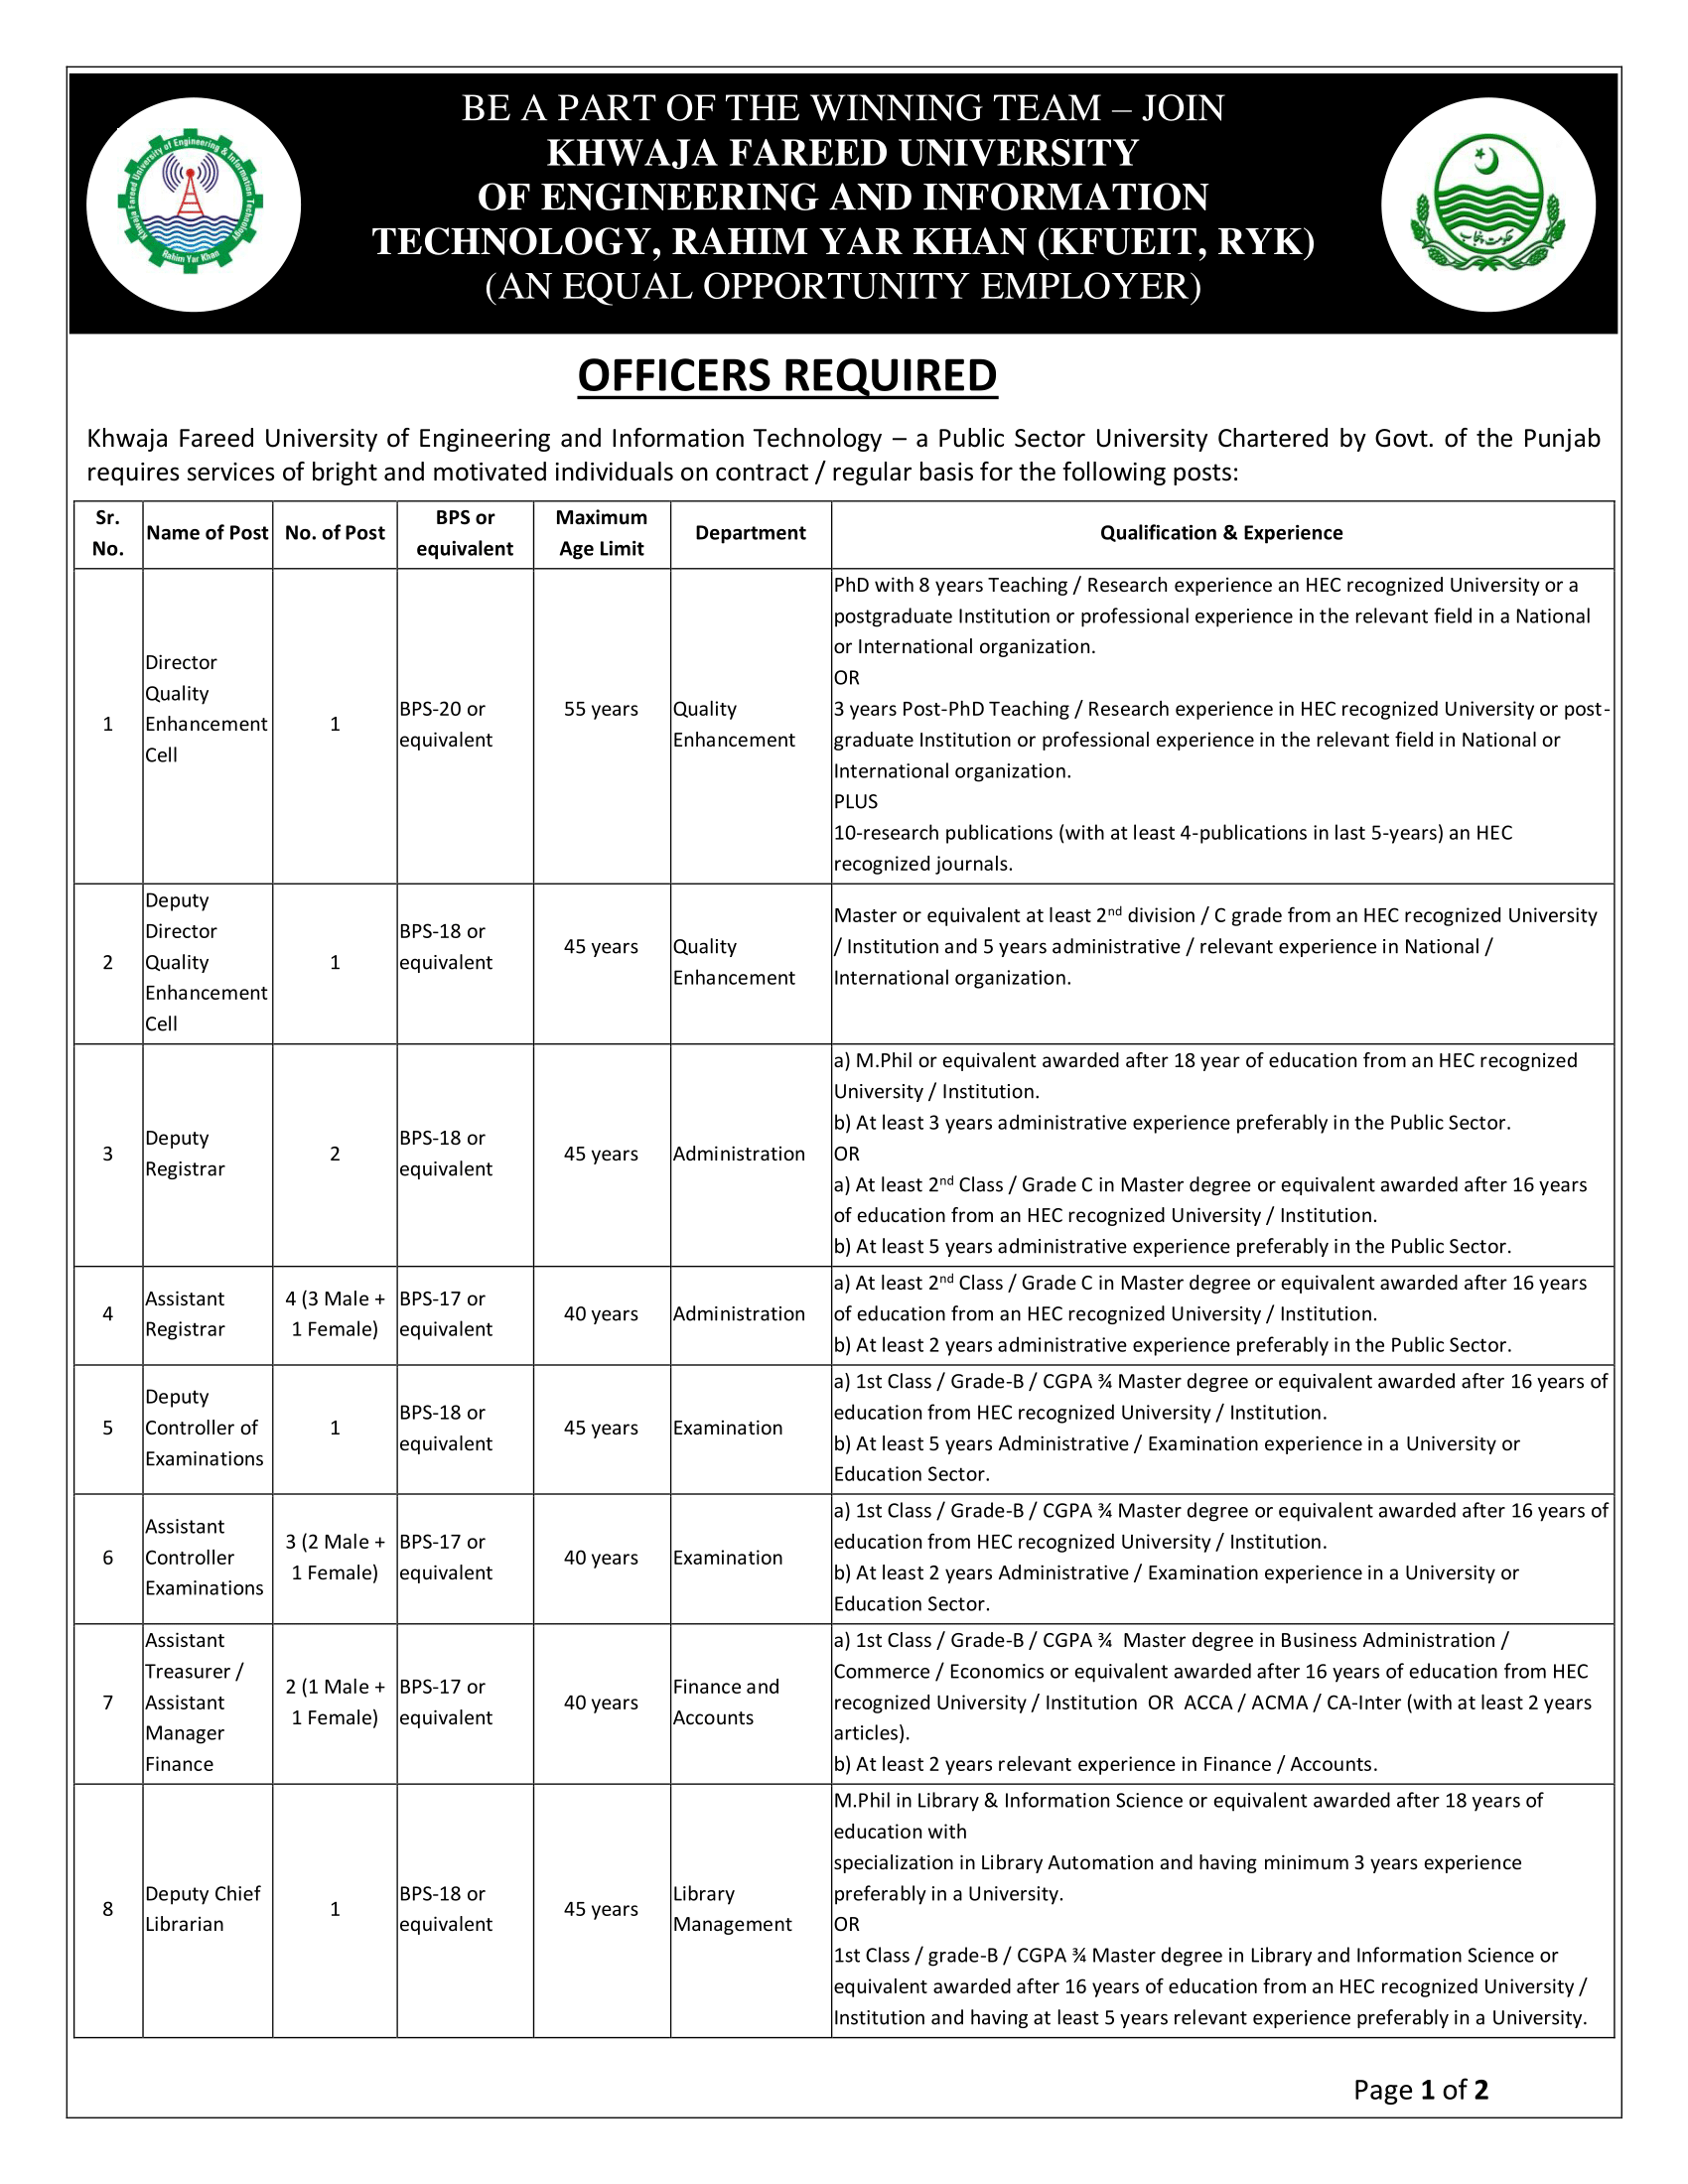 BE A PART OF THE WINNING TEAM – JOIN
KHWAJA FAREED UNIVERSITY
OF ENGINEERING AND INFORMATION
TECHNOLOGY, RAHIM YAR KHAN (KFUEIT, RYK)
(AN EQUAL OPPORTUNITY EMPLOYER)
Khwaja Fareed University of Engineering & Information Technology
Rahim Yar Khan
حکومت پنجاب
OFFICERS REQUIRED
Khwaja Fareed University of Engineering and Information Technology – a Public Sector University Chartered by Govt. of the Punjab
requires services of bright and motivated individuals on contract / regular basis for the following posts:
Sr.
No.
Name of Post
No. of Post
BPS or
equivalent
Maximum
Age Limit
Department
Qualification & Experience
1
Director
Quality
Enhancement
Cell
1
BPS-20 or
equivalent
55 years
Quality
Enhancement
PhD with 8 years Teaching / Research experience an HEC recognized University or a
postgraduate Institution or professional experience in the relevant field in a National
or International organization.
OR
3 years Post-PhD Teaching / Research experience in HEC recognized University or post-
graduate Institution or professional experience in the relevant field in National or
International organization.
PLUS
10-research publications (with at least 4-publications in last 5-years) an HEC
recognized journals.
2
Deputy
Director
Quality
Enhancement
Cell
1
BPS-18 or
equivalent
45 years
Quality
Enhancement
Master or equivalent at least 2nd division / C grade from an HEC recognized University
/ Institution and 5 years administrative / relevant experience in National /
International organization.
3
Deputy
Registrar
2
BPS-18 or
equivalent
45 years
Administration
a) M.Phil or equivalent awarded after 18 year of education from an HEC recognized
University / Institution.
b) At least 3 years administrative experience preferably in the Public Sector.
OR
a) At least 2nd Class / Grade C in Master degree or equivalent awarded after 16 years
of education from an HEC recognized University / Institution.
b) At least 5 years administrative experience preferably in the Public Sector.
4
Assistant
Registrar
4 (3 Male +
1 Female)
BPS-17 or
equivalent
40 years
Administration
a) At least 2nd Class / Grade C in Master degree or equivalent awarded after 16 years
of education from an HEC recognized University / Institution.
b) At least 2 years administrative experience preferably in the Public Sector.
5
Deputy
Controller of
Examinations
1
BPS-18 or
equivalent
45 years
Examination
a) 1st Class / Grade-B / CGPA ¾ Master degree or equivalent awarded after 16 years of
education from HEC recognized University / Institution.
b) At least 5 years Administrative / Examination experience in a University or
Education Sector.
6
Assistant
Controller
Examinations
3 (2 Male +
1 Female)
BPS-17 or
equivalent
40 years
Examination
a) 1st Class / Grade-B / CGPA ¾ Master degree or equivalent awarded after 16 years of
education from HEC recognized University / Institution.
b) At least 2 years Administrative / Examination experience in a University or
Education Sector.
7
Assistant
Treasurer /
Assistant
Manager
Finance
2 (1 Male +
1 Female)
BPS-17 or
equivalent
40 years
Finance and
Accounts
a) 1st Class / Grade-B / CGPA ¾ Master degree in Business Administration /
Commerce / Economics or equivalent awarded after 16 years of education from HEC
recognized University / Institution OR ACCA / ACMA / CA-Inter (with at least 2 years
articles).
b) At least 2 years relevant experience in Finance / Accounts.
8
Deputy Chief
Librarian
1
BPS-18 or
equivalent
45 years
Library
Management
M.Phil in Library & Information Science or equivalent awarded after 18 years of
education with
specialization in Library Automation and having minimum 3 years experience
preferably in a University.
OR
1st Class / grade-B / CGPA ¾ Master degree in Library and Information Science or
equivalent awarded after 16 years of education from an HEC recognized University /
Institution and having at least 5 years relevant experience preferably in a University.
Page 1 of 2